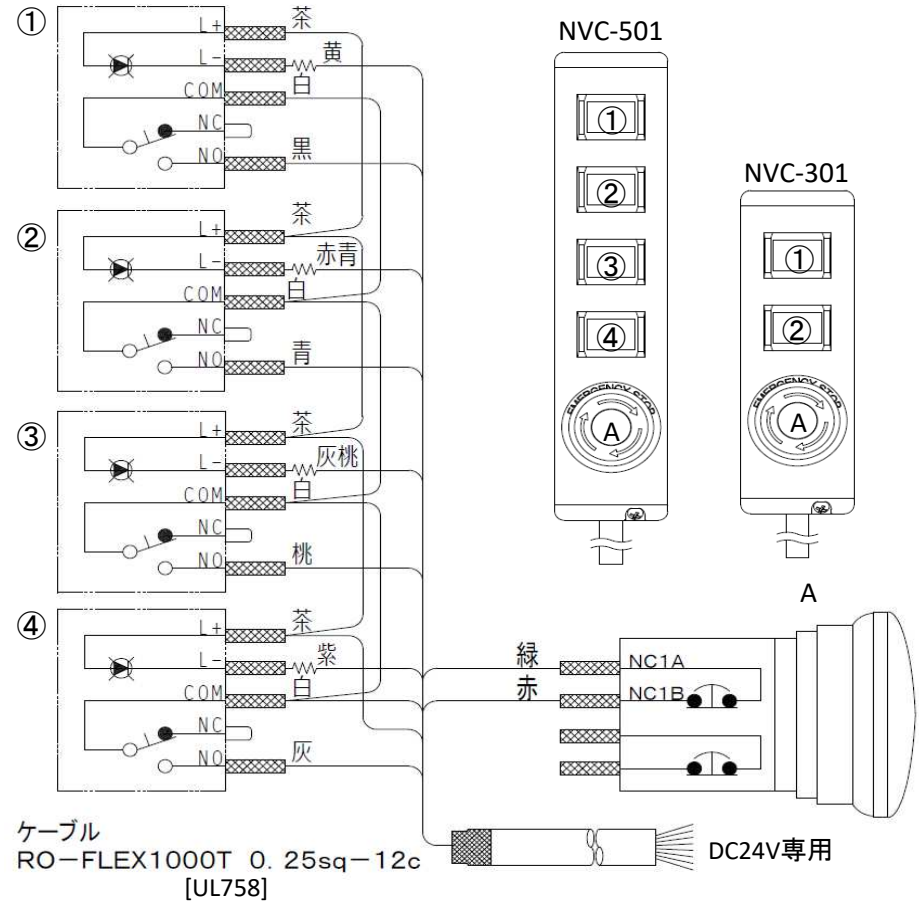 ①
L+
茶
L-
黄
COM
白
NC
NO
黒
②
L+
茶
L-
赤青
COM
白
NC
NO
青
③
L+
茶
L-
灰桃
COM
白
NC
NO
桃
④
L+
茶
L-
紫
COM
白
NC
NO
灰
NVC-501
①
②
③
④
EMERGENCY STOP
A
NVC-301
①
②
EMERGENCY STOP
A
A
緑
NC1A
赤
NC1B
ケーブル
RO-FLEX1000T 0.25sq-12c
[UL758]
DC24V専用